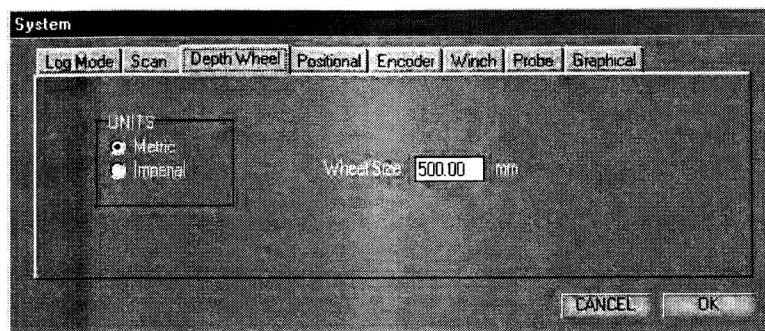 System
Log Mode Scan Depth Wheel Positional Encoder Winch Probe Graphical
UNITS
Metric
Imperial
Wheel Size 500.00 mm
CANCEL OK